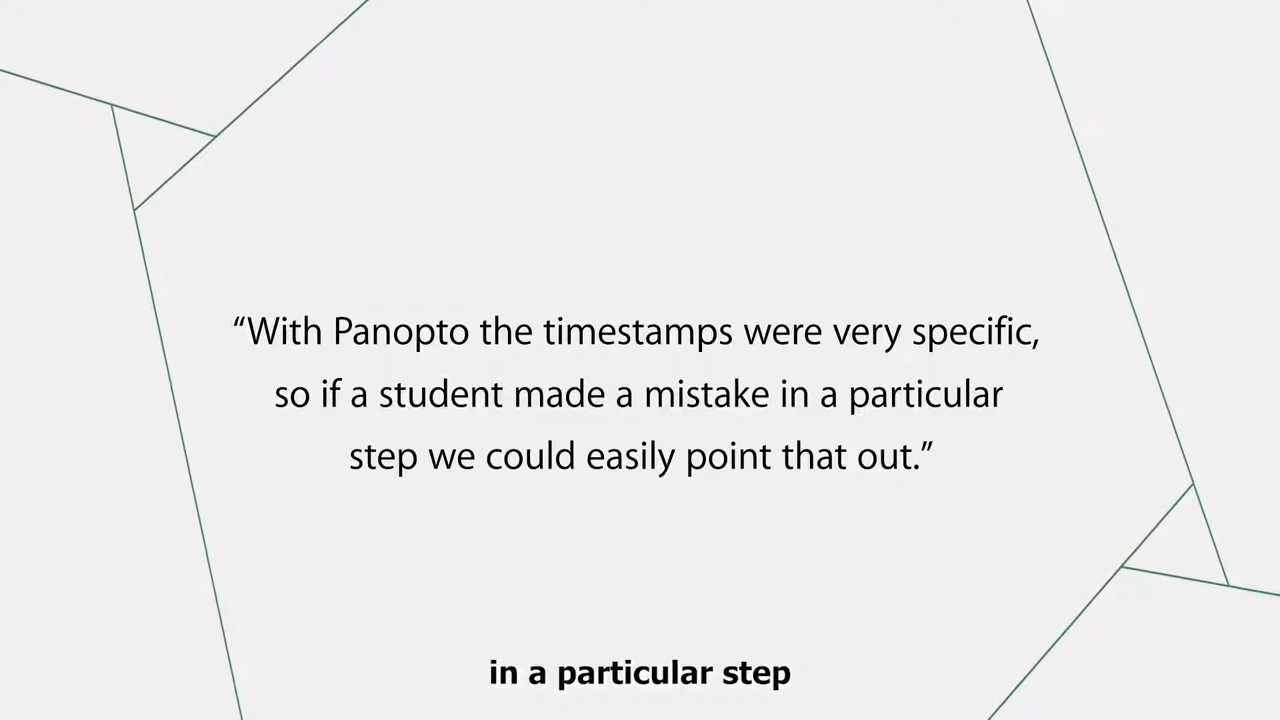 “With Panopto the timestamps were very specific,
so if a student made a mistake in a particular
step we could easily point that out.”
in a particular step